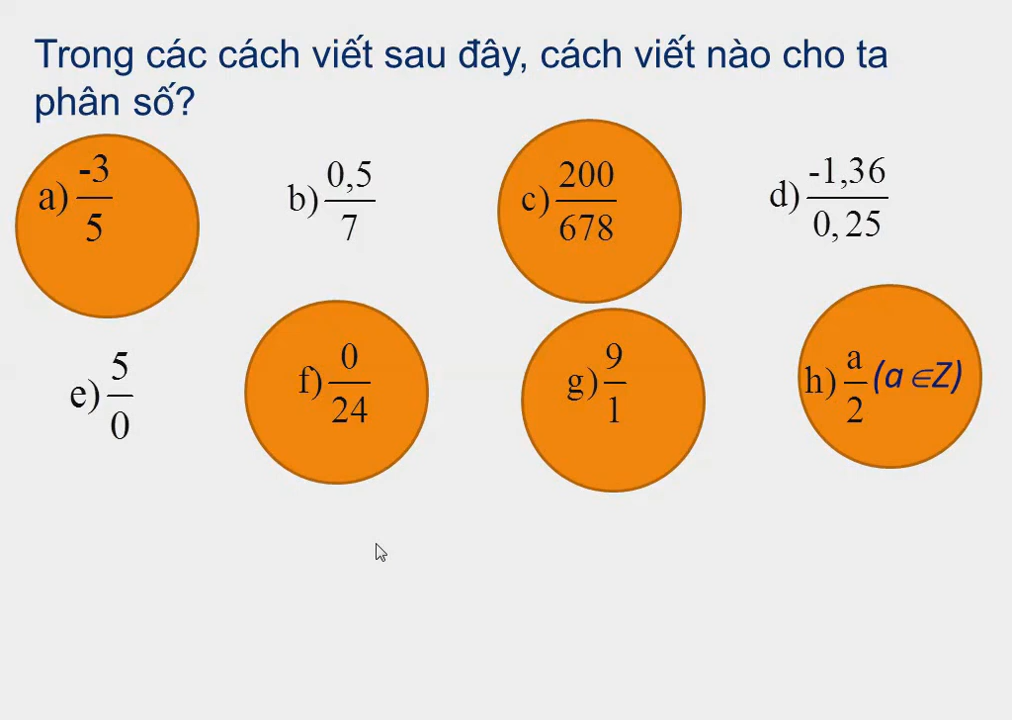 Trong các cách viết sau đây, cách viết nào cho ta
phân số?
a) -3/5
b) 0,5/7
c) 200/678
d) -1,36/0,25
e) 5/0
f) 0/24
g) 9/1
h) a/2 (a ∈Z)